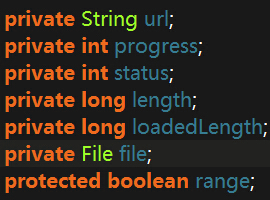 private String url;
private int progress;
private int status;
private long length;
private long loadedLength;
private File file;
protected boolean range;